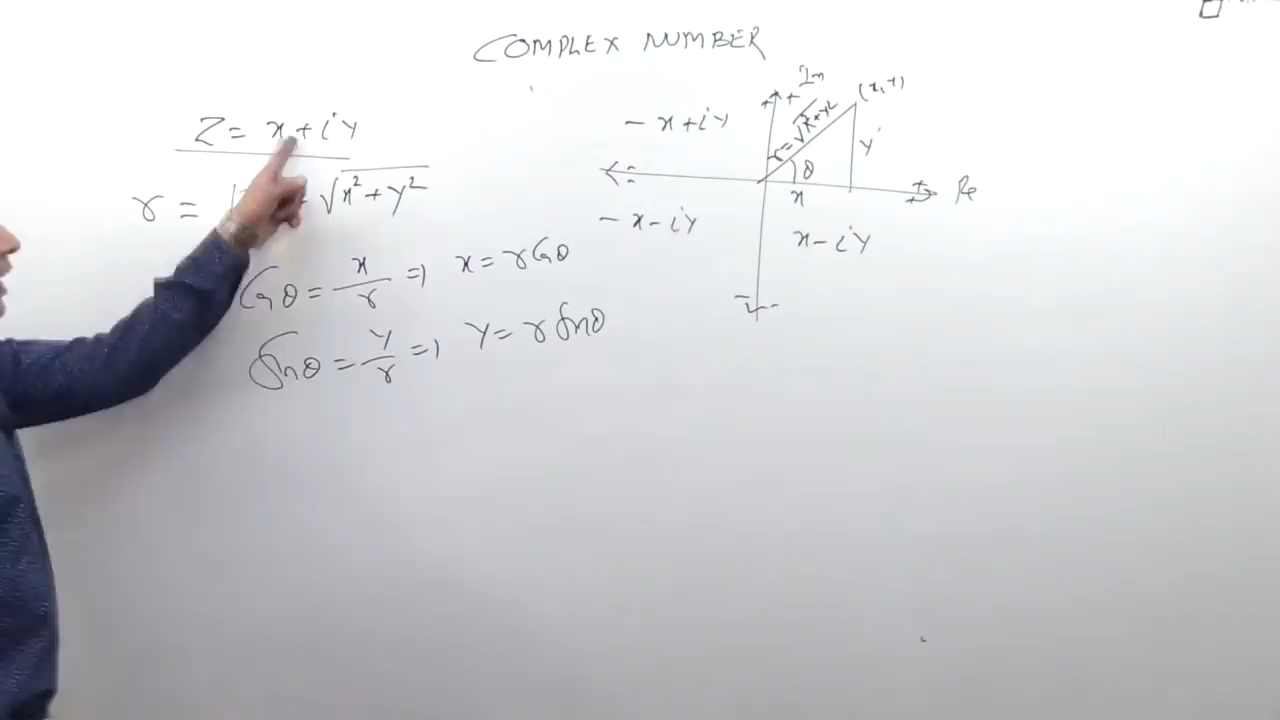 COMPLEX NUMBER
Z = x + iy
r = √x² + y²
Cosθ = x/r ⇒ x = r Cosθ
Sinθ = y/r ⇒ y = r Sinθ
Im
(x, y)
- x + iy
r = √x² + y²
y
θ
Re
x
- x - iy
x - iy